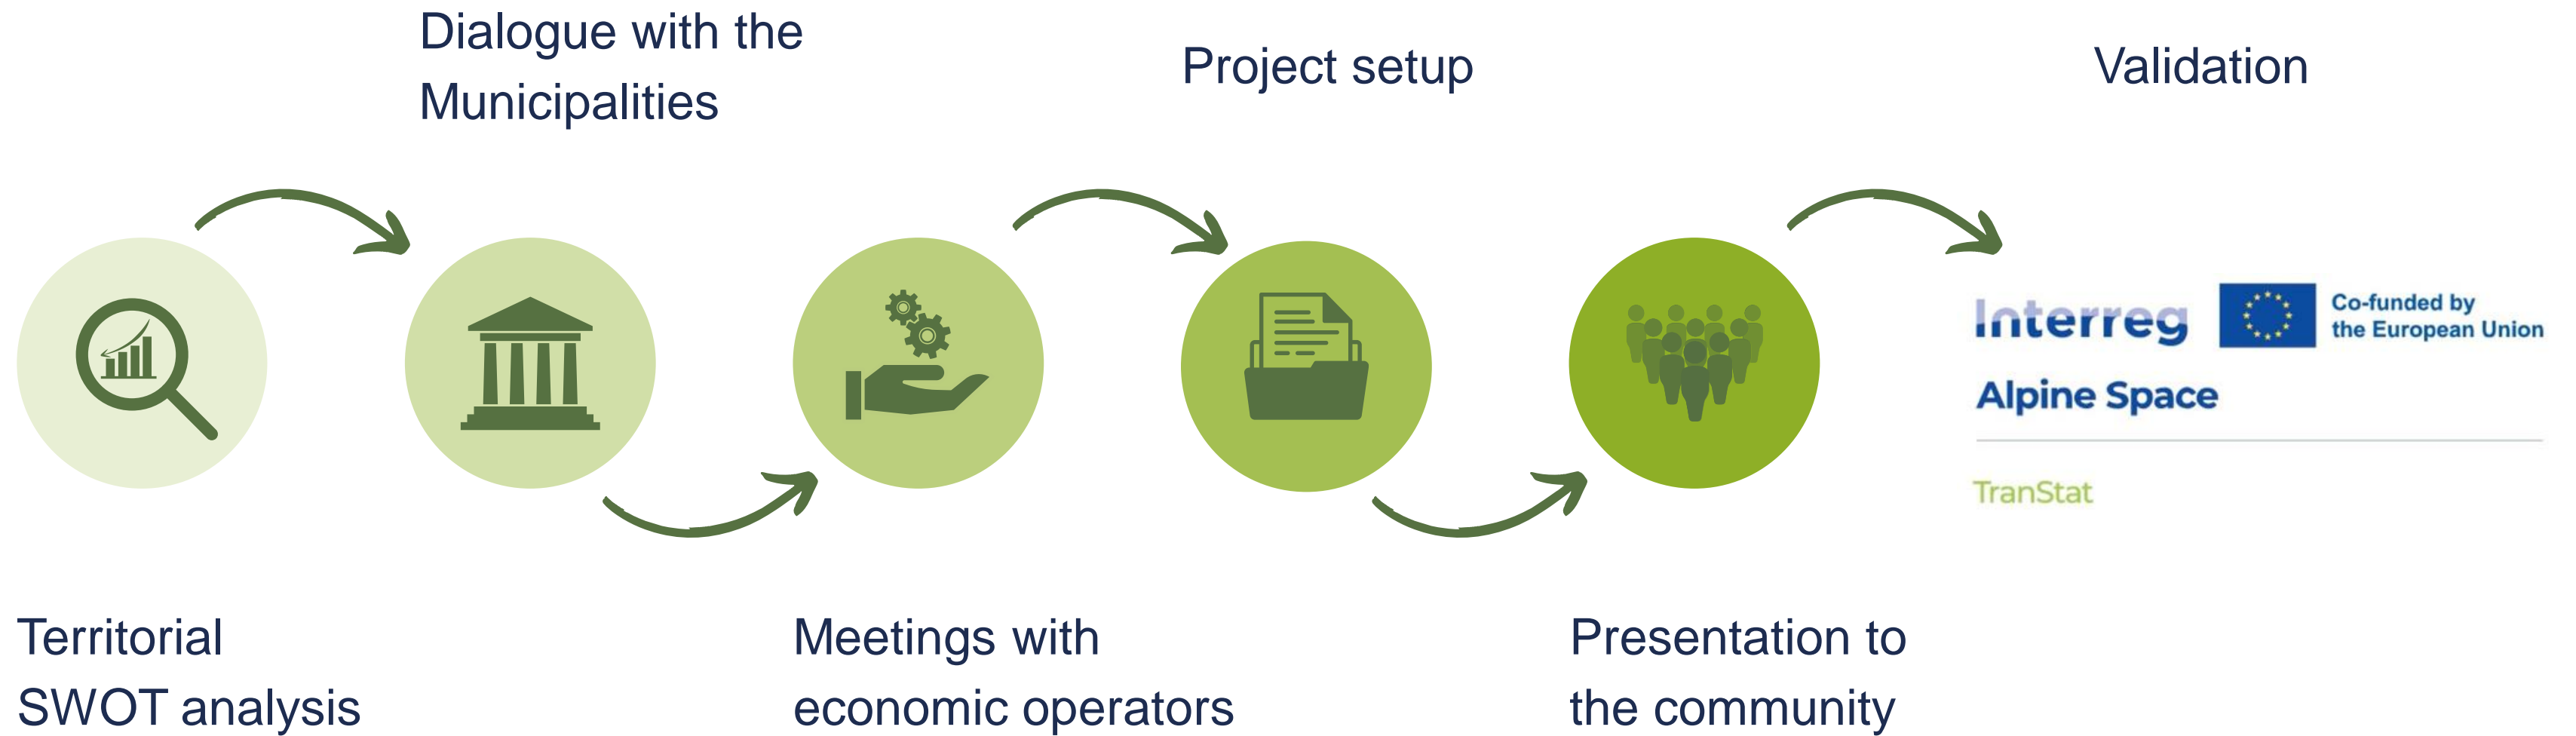 Dialogue with the
Municipalities
Project setup
Validation
Interreg
Co-funded by
the European Union
Alpine Space
TranStat
Territorial
SWOT analysis
Meetings with
economic operators
Presentation to
the community